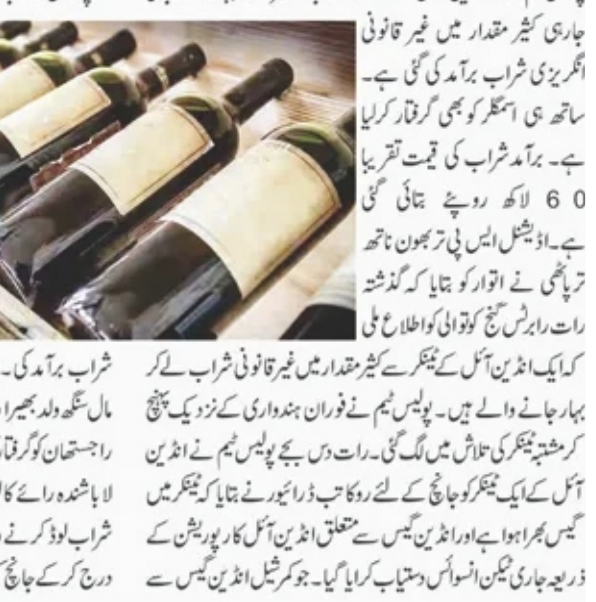 جارہی کثیر مقدار میں غیر قانونی
انگریزی شراب برآمد کی گئی ہے۔
ساتھ ہی اسمگلر کو بھی گرفتار کرلیا
ہے۔ برآمد شراب کی قیمت تقریبا
6 0 لاکھ روپئے بتائی گئی
ہے۔اڈیشنل ایس پی تربھون ناتھ
ترپاٹھی نے اتوار کو بتایا کہ گذشتہ
رات رابرٹس گنج کوتوالی کو اطلاع ملی
کہ ایک انڈین آئل کے ٹینکر سے کثیر مقدار میں غیر قانونی شراب لے کر
بہار جانے والے ہیں۔ پولیس ٹیم نے فوران ہندواری کے نزدیک پہنچ
کر مشتبہ ٹینکر کی تلاش میں لگ گئی۔ رات دس بجے پولیس ٹیم نے انڈین
آئل کے ایک ٹینکر کو جانچ کے لئے روکا تب ڈرائیور نے بتایا کہ ٹینکر میں
گیس بھرا ہوا ہے اور انڈین گیس سے متعلق انڈین آئل کارپوریشن کے
ذریعہ جاری ٹیکن انسوائس دستیاب کرایا گیا۔ جو کمرشیل انڈین گیس سے
شراب برآمد کی۔
مال سنگھ ولد بھیرا
راجستھان کو گرفتا
لا باشندہ رائے کا
شراب لوڈ کرنے
درج کر کے جانچ